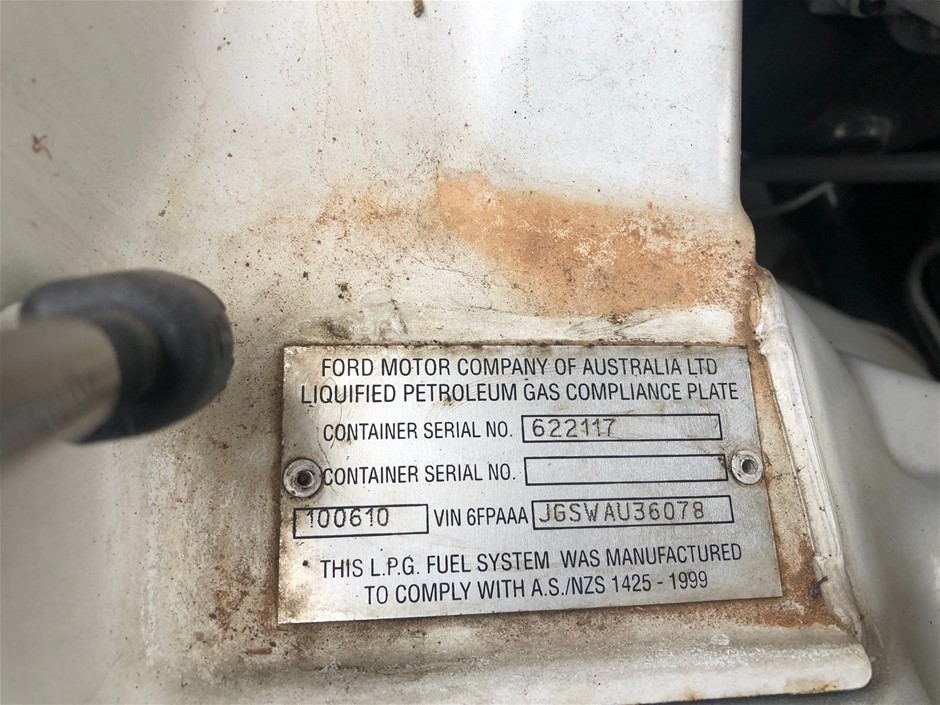 FORD MOTOR COMPANY OF AUSTRALIA LTD
LIQUIFIED PETROLEUM GAS COMPLIANCE PLATE
CONTAINER SERIAL NO. 622117
CONTAINER SERIAL NO.
100610 VIN 6FPAAA JGSWAU36078
THIS L.P.G. FUEL SYSTEM WAS MANUFACTURED
TO COMPLY WITH A.S./NZS 1425 - 1999